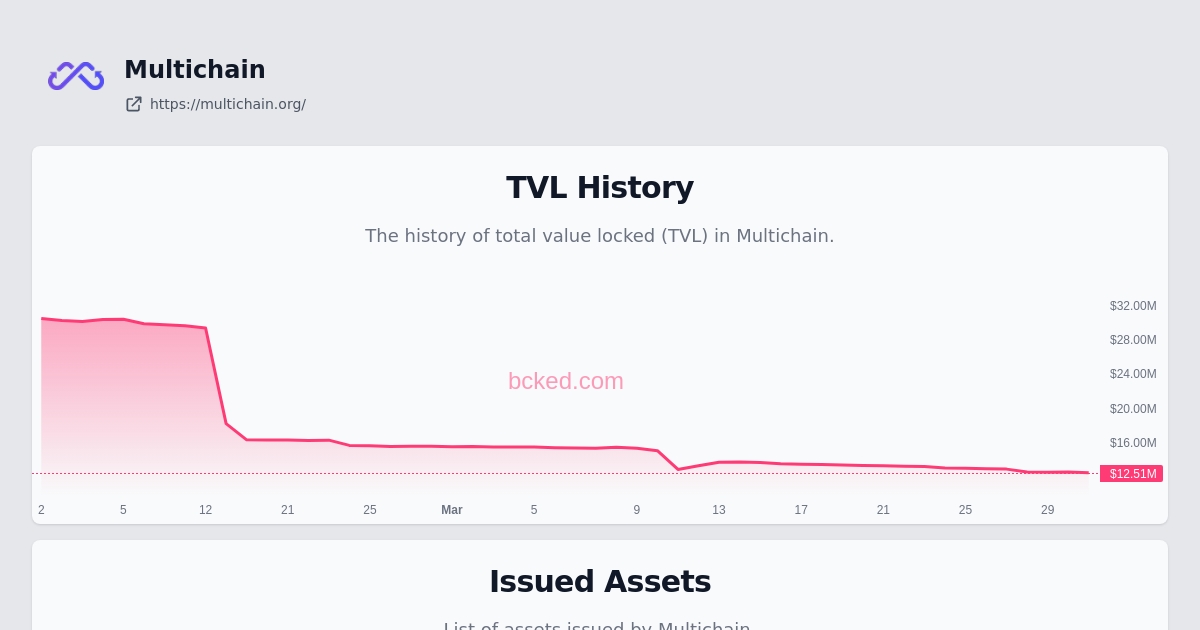 Multichain
https://multichain.org/
TVL History
The history of total value locked (TVL) in Multichain.
$32.00M
$28.00M
$24.00M
bcked.com
$20.00M
$16.00M
$12.51M
2 5 12 21 25 Mar 5 9 13 17 21 25 29
Issued Assets
List of assets issued by Multichain.